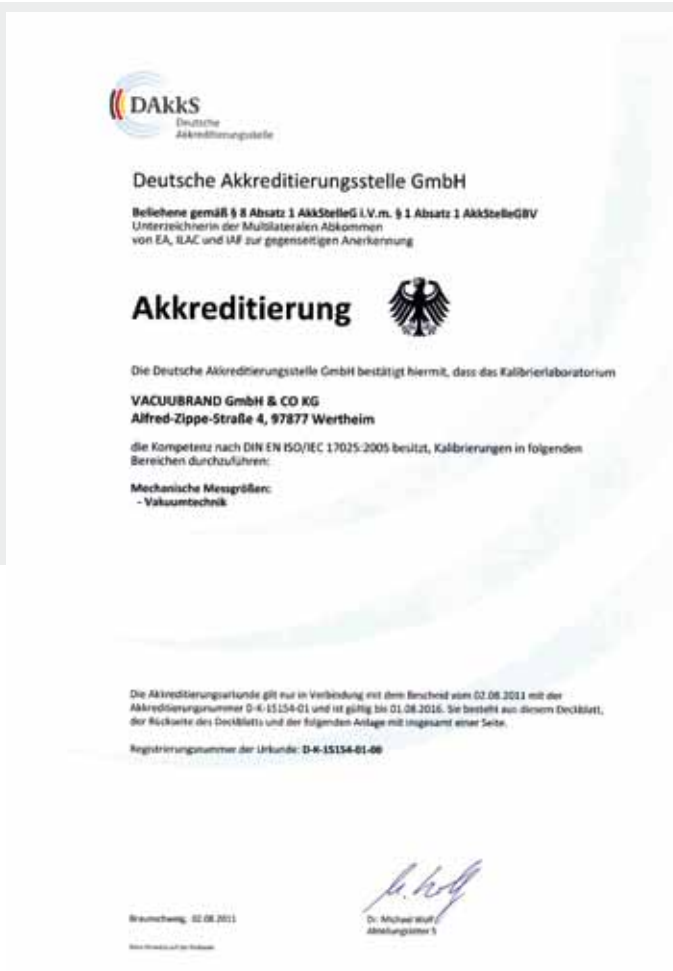 DAkkS
Deutsche
Akkreditierungsstelle
Deutsche Akkreditierungsstelle GmbH
Beliehene gemäß § 8 Absatz 1 AkkStelleG i.V.m. § 1 Absatz 1 AkkStelleGBV
Unterzeichnerin der Multilateralen Abkommen
von EA, ILAC und IAF zur gegenseitigen Anerkennung
Akkreditierung
Die Deutsche Akkreditierungsstelle GmbH bestätigt hiermit, dass das Kalibrierlaboratorium
VACUUBRAND GmbH & CO KG
Alfred-Zippe-Straße 4, 97877 Wertheim
die Kompetenz nach DIN EN ISO/IEC 17025:2005 besitzt, Kalibrierungen in folgenden
Bereichen durchzuführen:
Mechanische Messgrößen:
- Vakuumtechnik
Die Akkreditierungsurkunde gilt nur in Verbindung mit dem Bescheid vom 02.08.2011 mit der
Akkreditierungsnummer D-K-15154-01 und ist gültig bis 01.08.2016. Sie besteht aus diesem Deckblatt,
der Rückseite des Deckblatts und der folgenden Anlage mit insgesamt einer Seite.
Registrierungsnummer der Urkunde: D-K-15154-01-00
Braunschweig, 02.08.2011
Dr. Michael Wolf
Abteilungsleiter 5